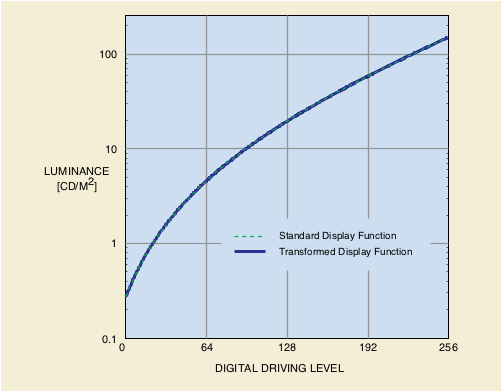 100
10
1
0.1
LUMINANCE
[CD/M²]
Standard Display Function
Transformed Display Function
0 64 128 192 256
DIGITAL DRIVING LEVEL